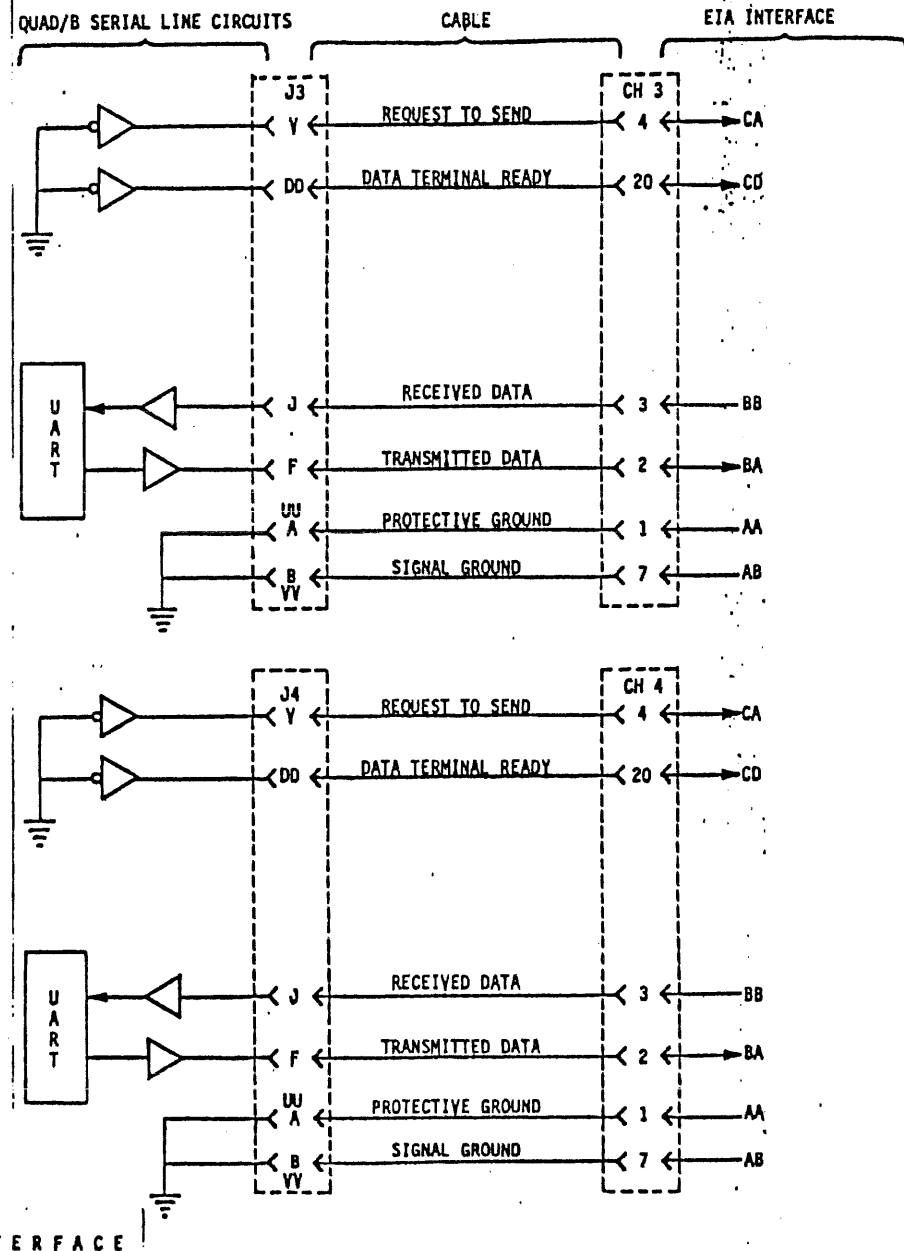 QUAD/B SERIAL LINE CIRCUITS CABLE EIA INTERFACE
J3 CH 3
Y REQUEST TO SEND 4 CA
DD DATA TERMINAL READY 20 CD
UART
J RECEIVED DATA 3 BB
F TRANSMITTED DATA 2 BA
UU
A PROTECTIVE GROUND 1 AA
B SIGNAL GROUND 7 AB
VV
J4 CH 4
Y REQUEST TO SEND 4 CA
DD DATA TERMINAL READY 20 CD
UART
J RECEIVED DATA 3 BB
F TRANSMITTED DATA 2 BA
UU
A PROTECTIVE GROUND 1 AA
B SIGNAL GROUND 7 AB
VV
ERFACE